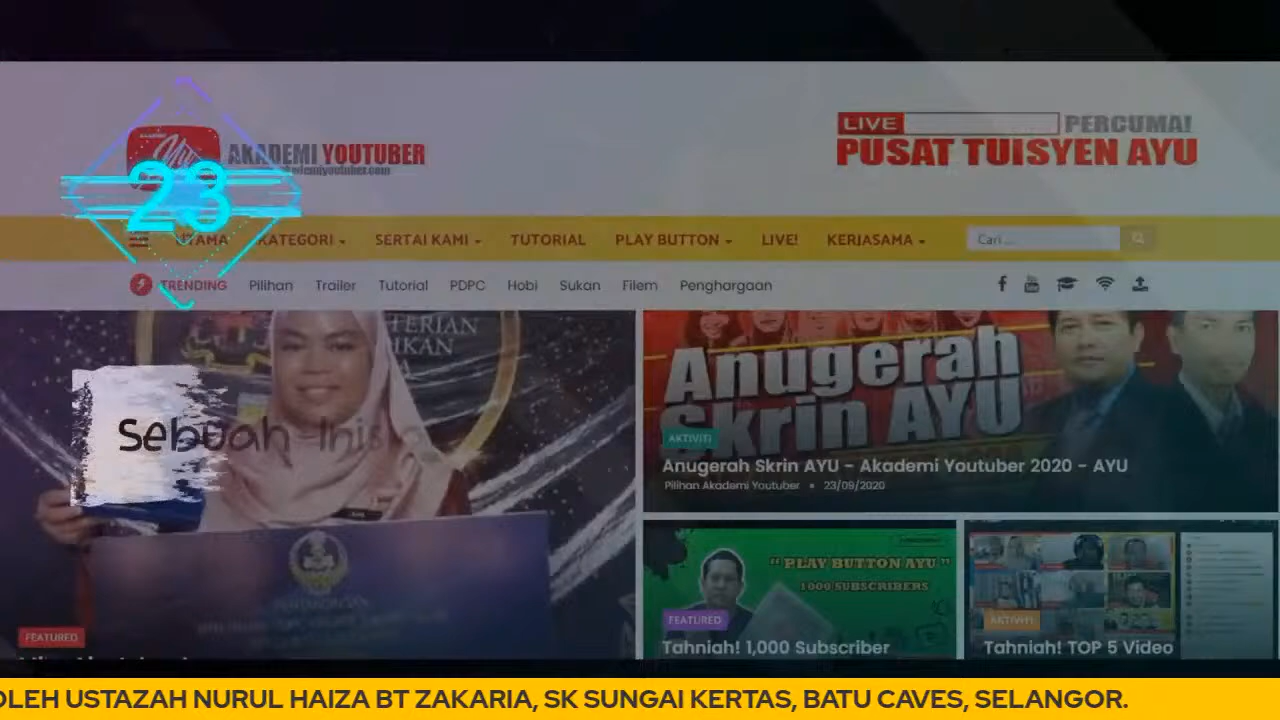 AKADEMI YOUTUBER
LIVE PERCUMA!
PUSAT TUISYEN AYU
23
UTAMA KATEGORI SERTAI KAMI TUTORIAL PLAY BUTTON LIVE! KERJASAMA Cari ...
TRENDING Pilihan Trailer Tutorial PDPC Hobi Sukan Filem Penghargaan
Anugerah
Skrin AYU
Sebuah Inis
AKTIVITI
Anugerah Skrin AYU - Akademi Youtuber 2020 - AYU
Pilihan Akademi Youtuber 23/09/2020
" PLAY BUTTON AYU "
1000 SUBSCRIBERS
FEATURED
Tahniah! 1,000 Subscriber
AKTIVITI
Tahniah! TOP 5 Video
FEATURED
OLEH USTAZAH NURUL HAIZA BT ZAKARIA, SK SUNGAI KERTAS, BATU CAVES, SELANGOR.